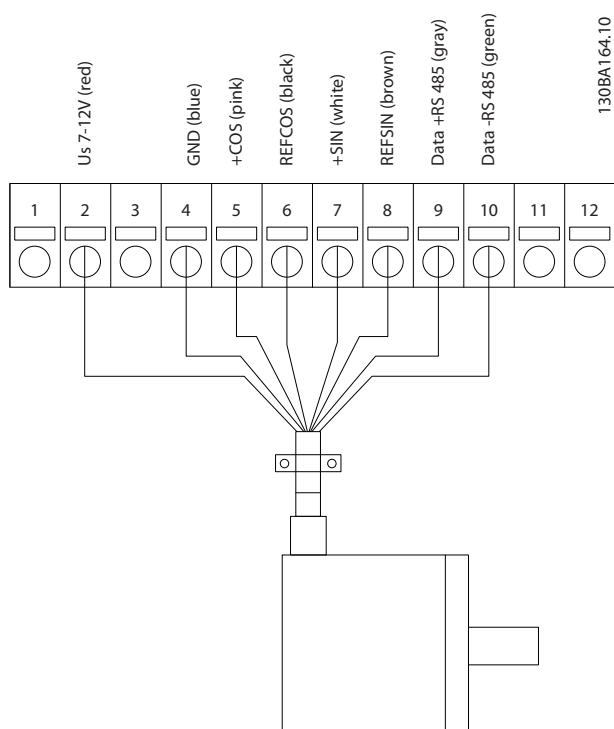 Us 7-12V (red)
GND (blue)
+COS (pink)
REFCOS (black)
+SIN (white)
REFSIN (brown)
Data +RS 485 (gray)
Data -RS 485 (green)
130BA164.10
1 2 3 4 5 6 7 8 9 10 11 12